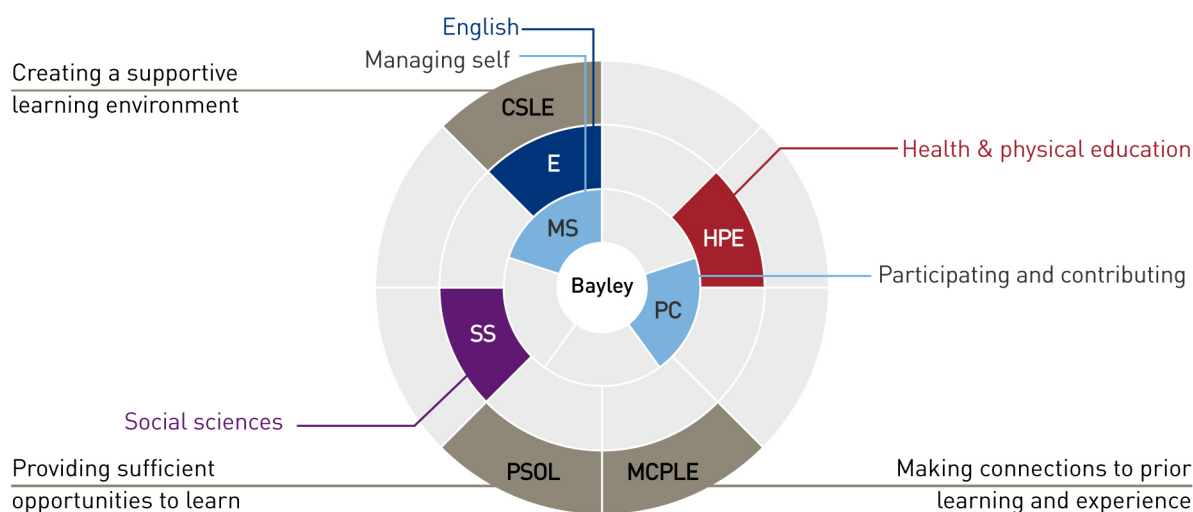 English
Managing self
Creating a supportive
learning environment
CSLE
E
Health & physical education
MS
HPE
Participating and contributing
Bayley
PC
SS
Social sciences
Providing sufficient
opportunities to learn
PSOL
MCPLE
Making connections to prior
learning and experience